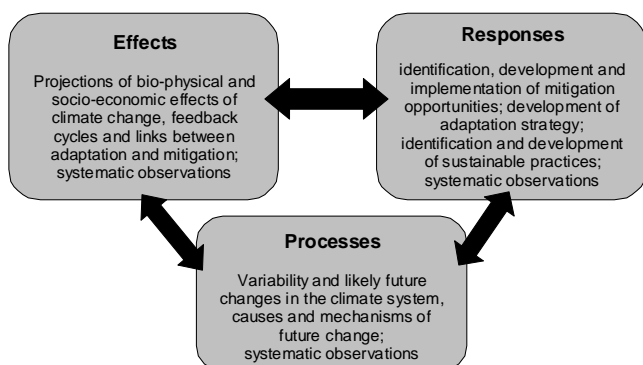 Effects
Projections of bio-physical and
socio-economic effects of
climate change, feedback
cycles and links between
adaptation and mitigation;
systematic observations
Responses
identification, development and
implementation of mitigation
opportunities; development of
adaptation strategy;
identification and development
of sustainable practices;
systematic observations
Processes
Variability and likely future
changes in the climate system,
causes and mechanisms of
future change;
systematic observations